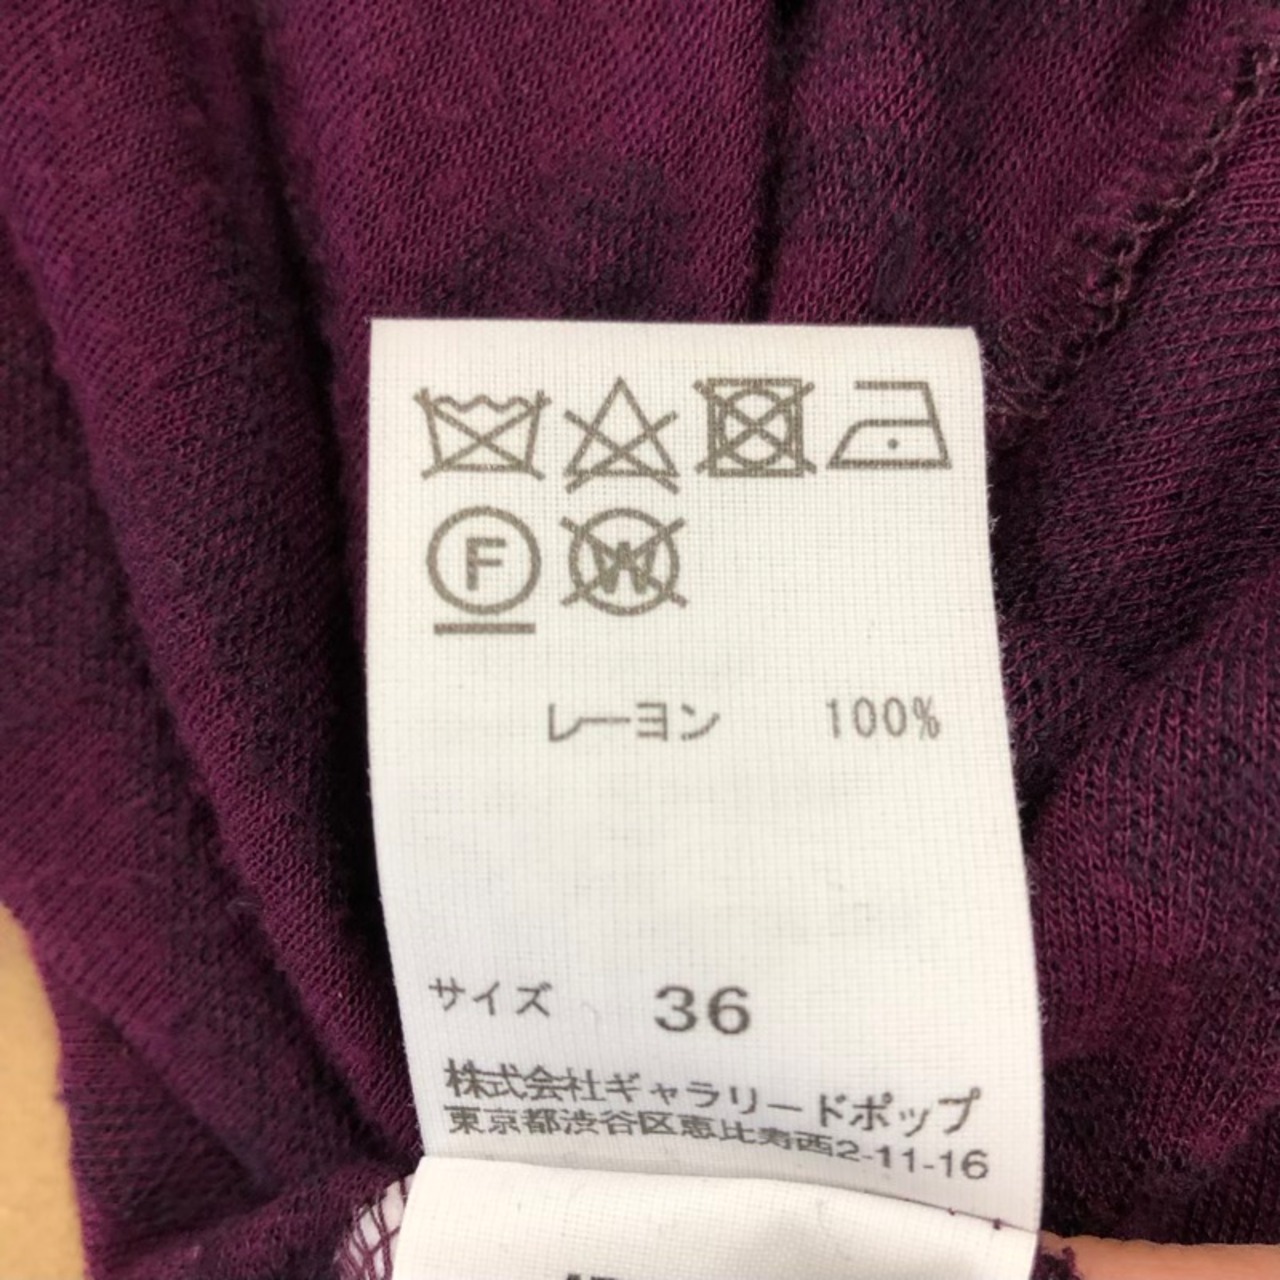 F W
レーヨン 100%
サイズ 36
株式会社ギャラリードポップ
東京都渋谷区恵比寿西2-11-16